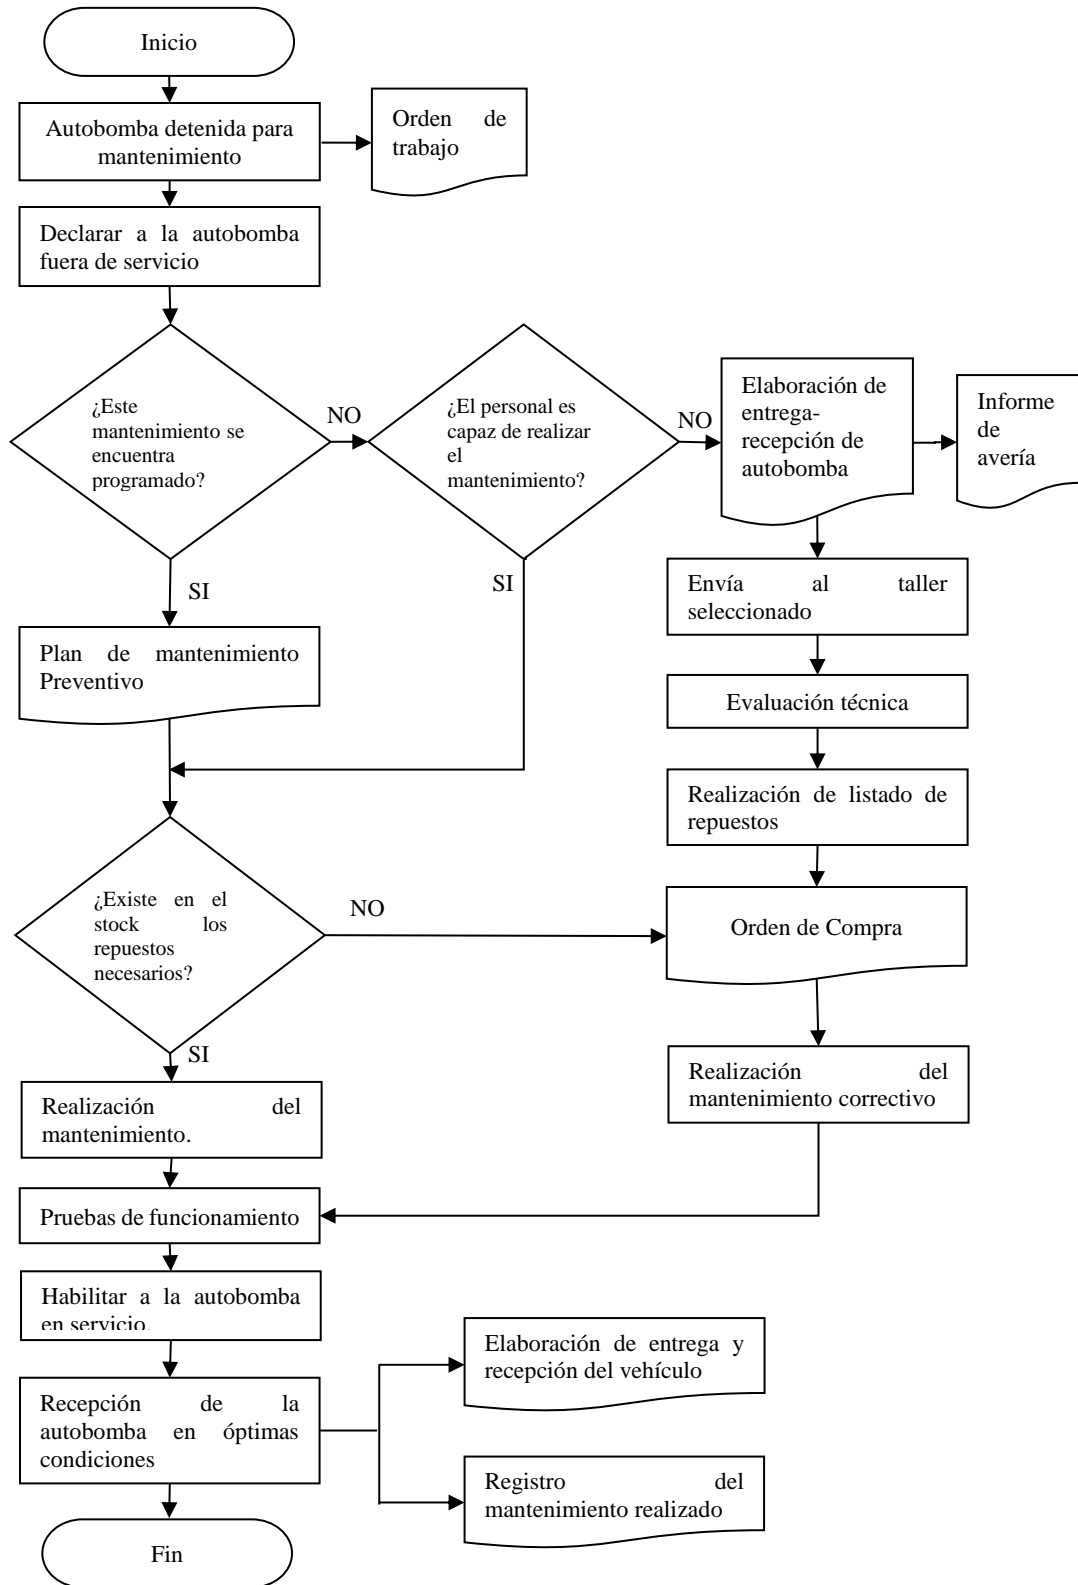 Inicio
Autobomba detenida para
mantenimiento
Orden de
trabajo
Declarar a la autobomba
fuera de servicio
¿Este
mantenimiento se
encuentra
programado?
NO
¿El personal es
capaz de realizar
el
mantenimiento?
NO
Elaboración de
entrega-
recepción de
autobomba
Informe
de
avería
SI
SI
Envía al taller
seleccionado
Plan de mantenimiento
Preventivo
Evaluación técnica
Realización de listado de
repuestos
¿Existe en el
stock los
repuestos
necesarios?
NO
Orden de Compra
SI
Realización del
mantenimiento correctivo
Realización del
mantenimiento.
Pruebas de funcionamiento
Habilitar a la autobomba
en servicio.
Elaboración de entrega y
recepción del vehículo
Recepción de la
autobomba en óptimas
condiciones
Registro del
mantenimiento realizado
Fin